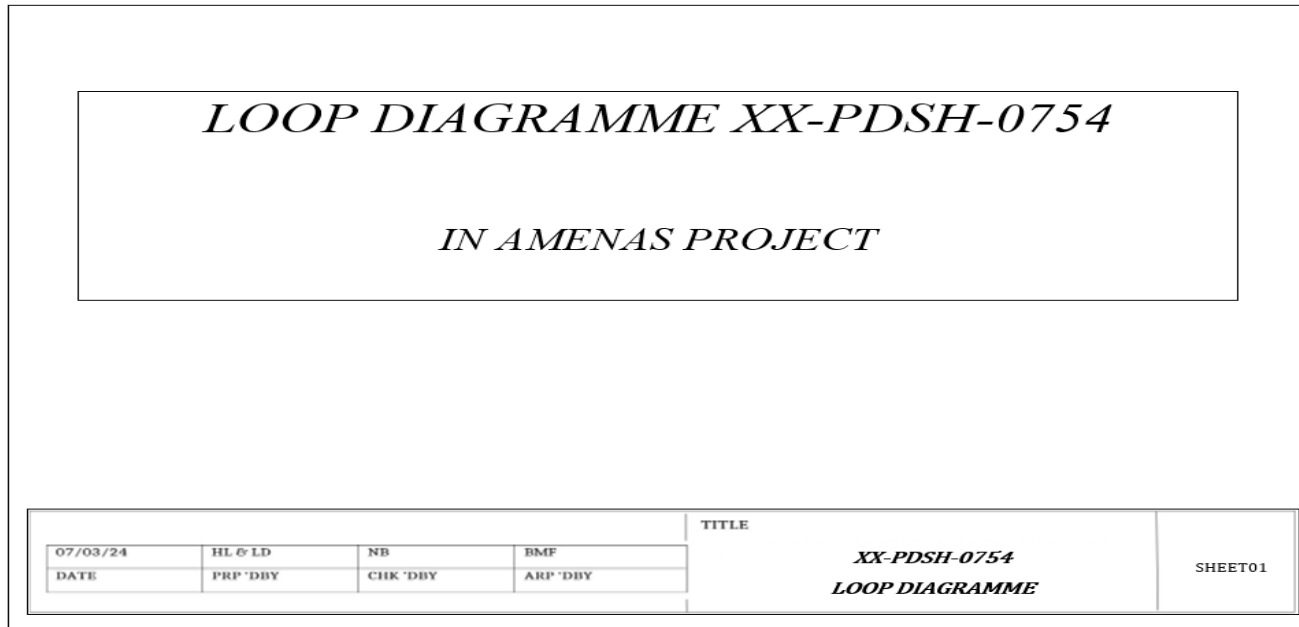 LOOP DIAGRAMME XX-PDSH-0754
IN AMENAS PROJECT
TITLE
07/03/24 HL & LD NB BMF
DATE PRP 'DBY CHK 'DBY ARP 'DBY
XX-PDSH-0754
LOOP DIAGRAMME
SHEET01